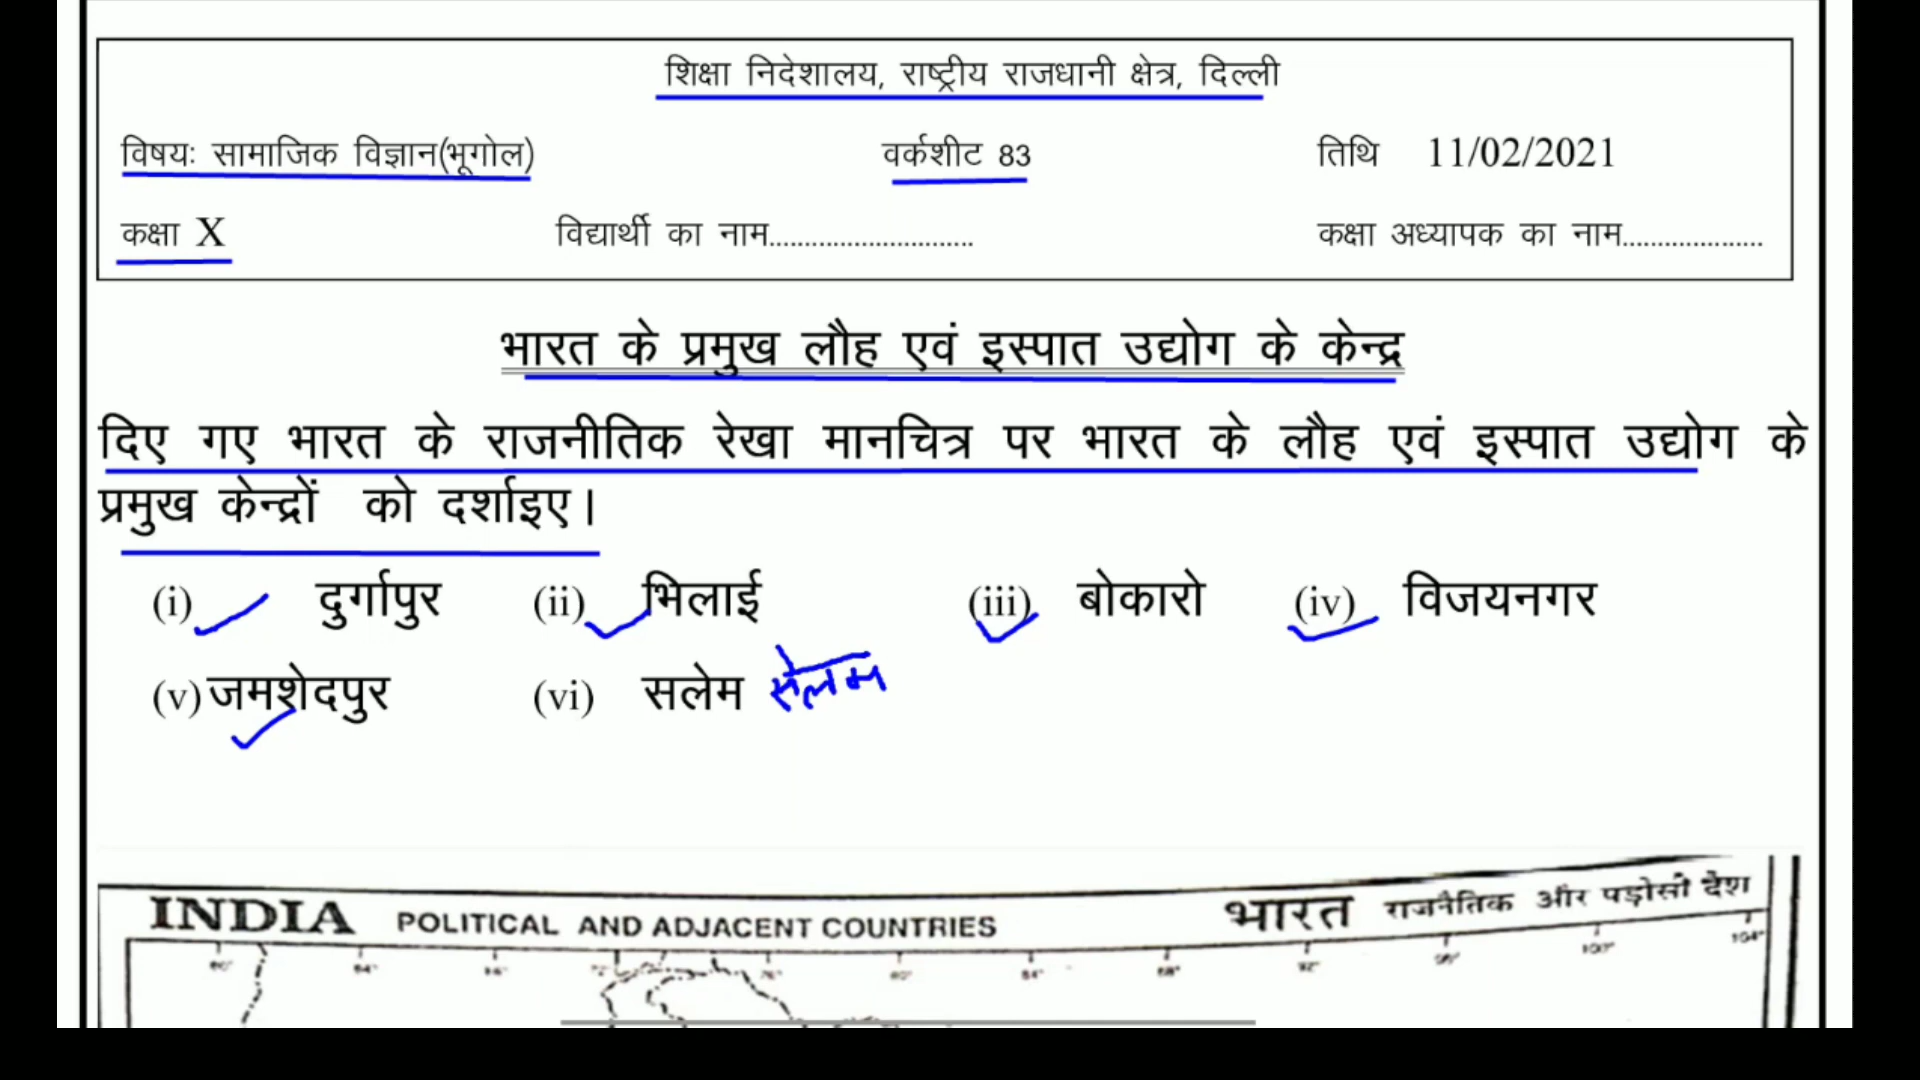 शिक्षा निदेशालय, राष्ट्रीय राजधानी क्षेत्र, दिल्ली
विषयः सामाजिक विज्ञान(भूगोल) वर्कशीट 83 तिथि 11/02/2021
कक्षा X विद्यार्थी का नाम............................. कक्षा अध्यापक का नाम....................
भारत के प्रमुख लौह एवं इस्पात उद्योग के केन्द्र
दिए गए भारत के राजनीतिक रेखा मानचित्र पर भारत के लौह एवं इस्पात उद्योग के
प्रमुख केन्द्रों को दर्शाइए।
(i) दुर्गापुर (ii) भिलाई (iii) बोकारो (iv) विजयनगर
(v) जमशेदपुर (vi) सलेम सेलम
INDIA POLITICAL AND ADJACENT COUNTRIES भारत राजनैतिक और पड़ोसी देश